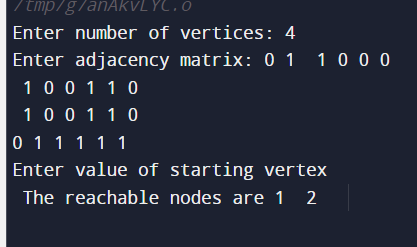 /tmp/g7anAkvLYC.o
Enter number of vertices: 4
Enter adjacency matrix: 0 1  1 0 0 0
1 0 0 1 1 0
1 0 0 1 1 0
0 1 1 1 1 1
Enter value of starting vertex
The reachable nodes are 1  2